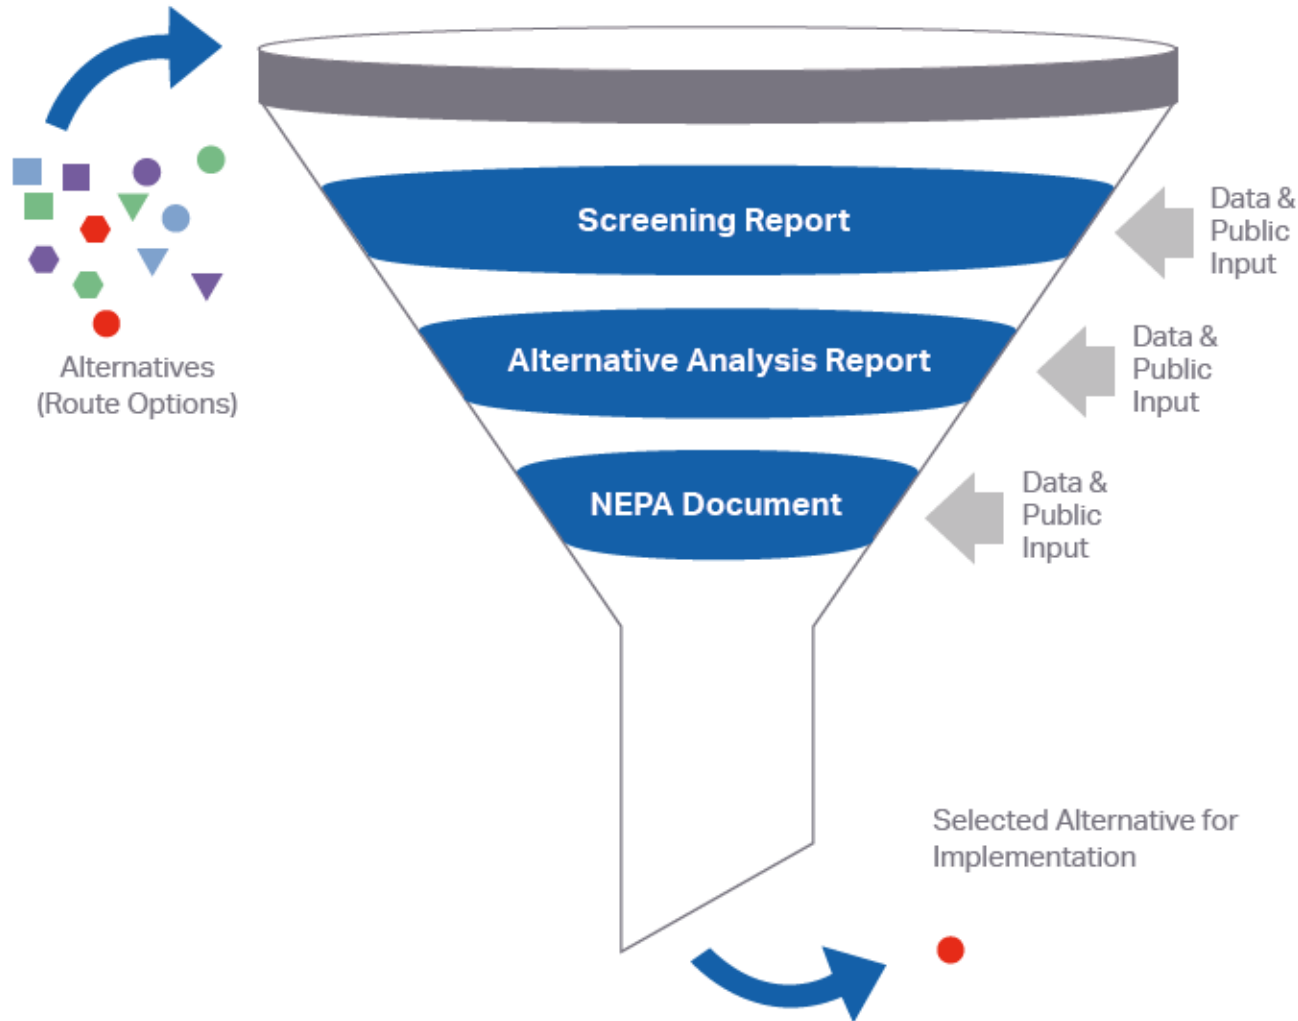 Screening Report
Data &
Public
Input
Alternative Analysis Report
Data &
Public
Input
Alternatives
(Route Options)
NEPA Document
Data &
Public
Input
Selected Alternative for
Implementation